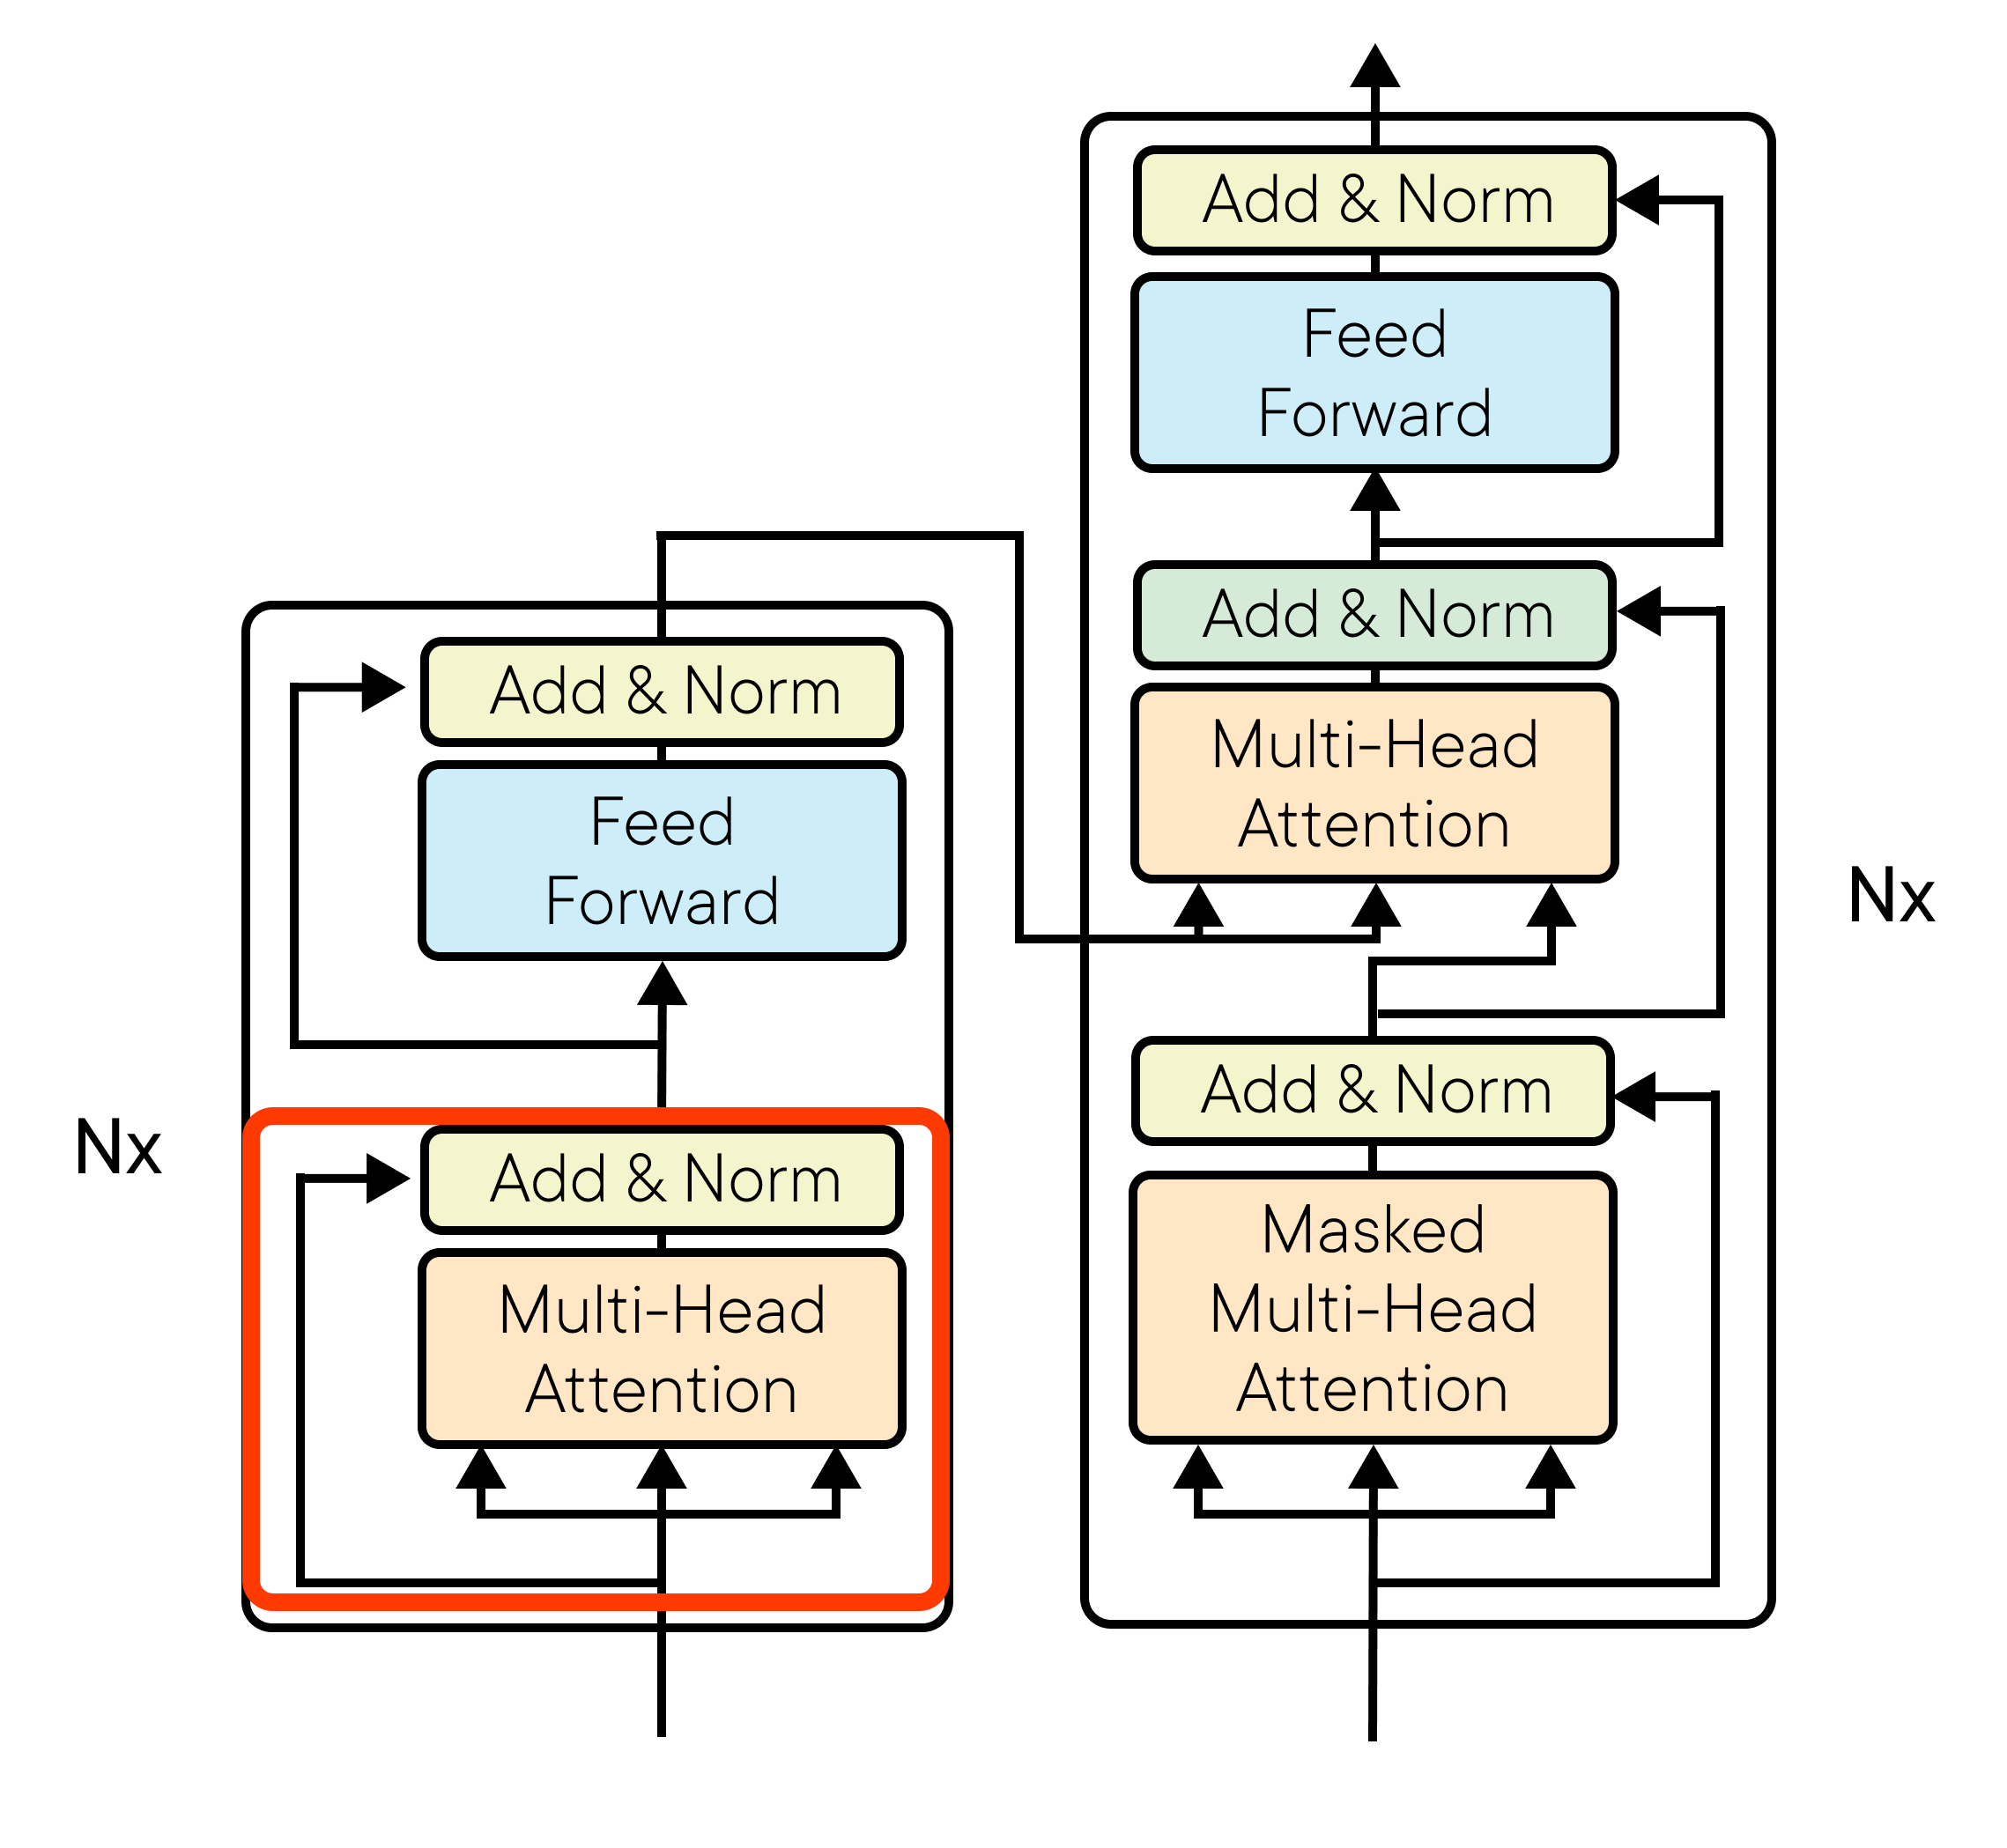 Nx
Add & Norm
Feed
Forward
Add & Norm
Multi-Head
Attention
Add & Norm
Feed
Forward
Add & Norm
Multi-Head
Attention
Add & Norm
Masked
Multi-Head
Attention
Nx